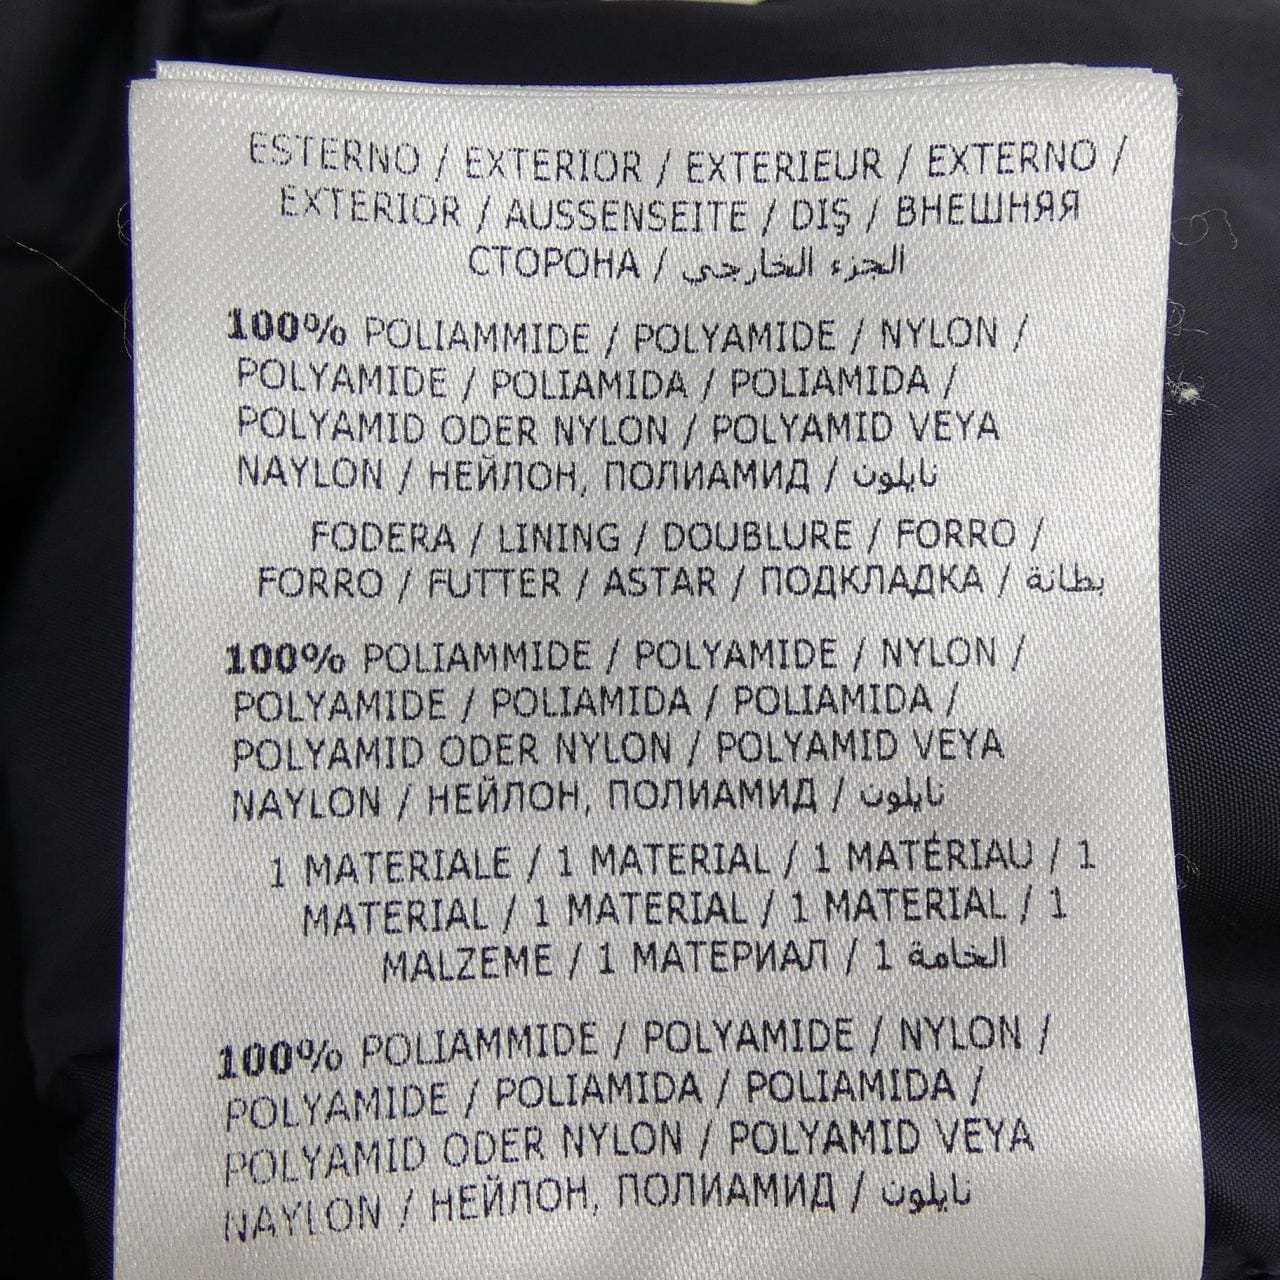 ESTERNO / EXTERIOR / EXTERIEUR / EXTERNO /
EXTERIOR / AUSSENSEITE / DIŞ / ВНЕШНЯЯ
СТОРОНА / الجزء الخارجي
100% POLIAMMIDE / POLYAMIDE / NYLON /
POLYAMIDE / POLIAMIDA / POLIAMIDA /
POLYAMID ODER NYLON / POLYAMID VEYA
NAYLON / НЕЙЛОН, ПОЛИАМИД / نايلون
FODERA / LINING / DOUBLURE / FORRO /
FORRO / FUTTER / ASTAR / ПОДКЛАДКА / بطانة
100% POLIAMMIDE / POLYAMIDE / NYLON /
POLYAMIDE / POLIAMIDA / POLIAMIDA /
POLYAMID ODER NYLON / POLYAMID VEYA
NAYLON / НЕЙЛОН, ПОЛИАМИД / نايلون
1 MATERIALE / 1 MATERIAL / 1 MATÉRIAU / 1
MATERIAL / 1 MATERIAL / 1 MATERIAL / 1
MALZEME / 1 МАТЕРИАЛ / 1 الخامة
100% POLIAMMIDE / POLYAMIDE / NYLON /
POLYAMIDE / POLIAMIDA / POLIAMIDA /
POLYAMID ODER NYLON / POLYAMID VEYA
NAYLON / НЕЙЛОН, ПОЛИАМИД / نايلون